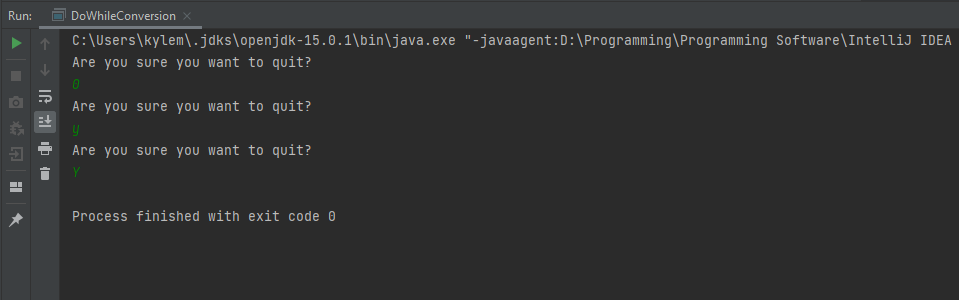 Run: DoWhileConversion
C:\Users\kylem\.jdks\openjdk-15.0.1\bin\java.exe "-javaagent:D:\Programming\Programming Software\IntelliJ IDEA
Are you sure you want to quit?
0
Are you sure you want to quit?
y
Are you sure you want to quit?
Y
Process finished with exit code 0